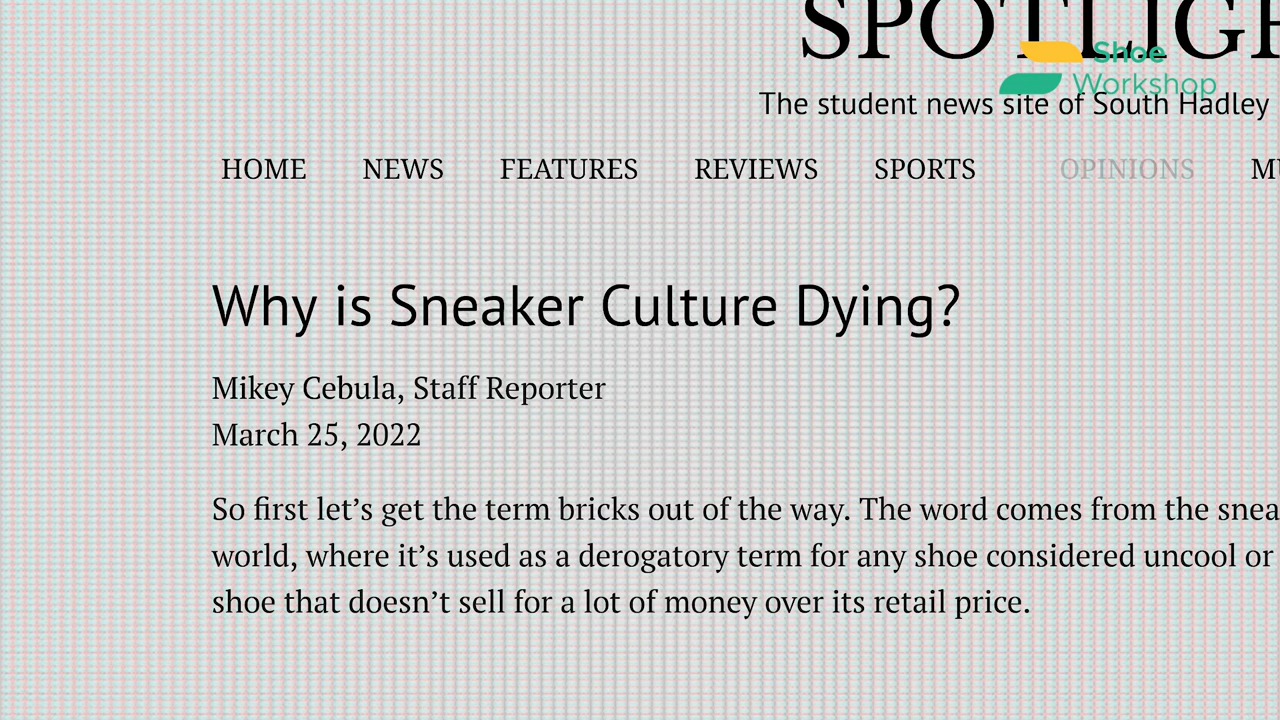 SPOTLIGH
Shoe
Workshop
The student news site of South Hadley
HOME NEWS FEATURES REVIEWS SPORTS OPINIONS MU
Why is Sneaker Culture Dying?
Mikey Cebula, Staff Reporter
March 25, 2022
So first let’s get the term bricks out of the way. The word comes from the snea
world, where it’s used as a derogatory term for any shoe considered uncool or
shoe that doesn’t sell for a lot of money over its retail price.